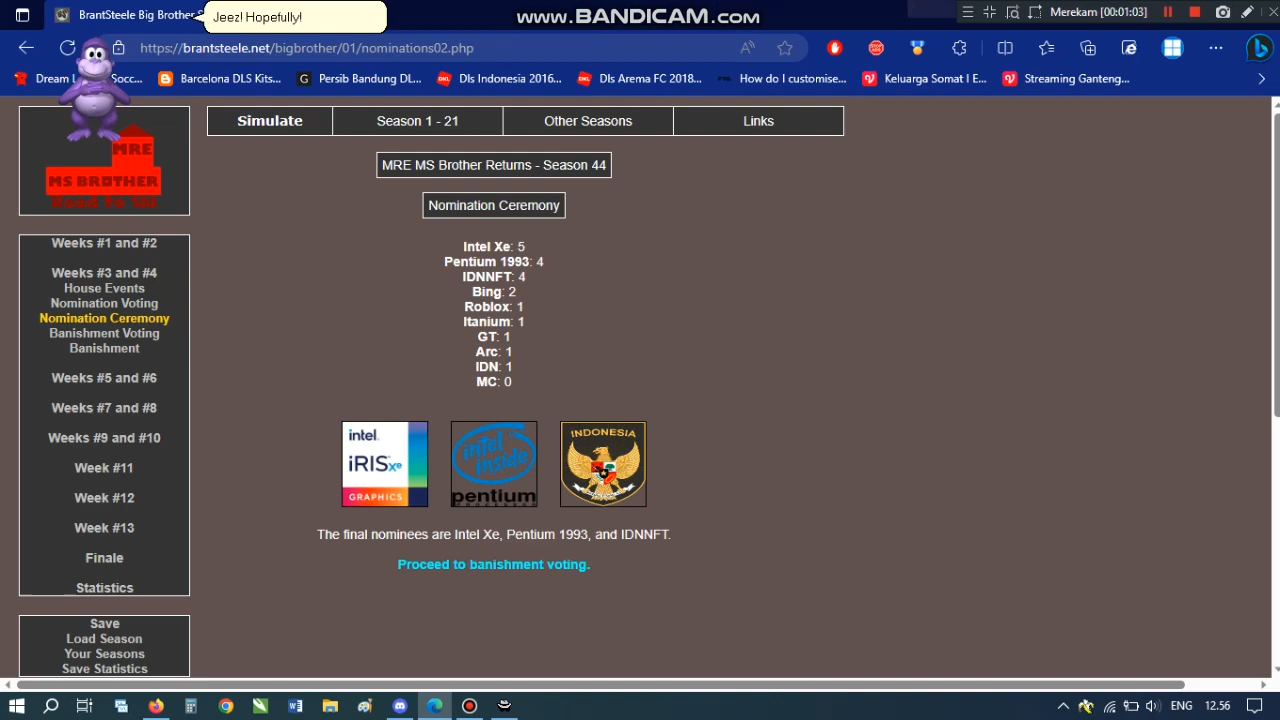 BrantSteele Big Brother
Jeez! Hopefully!
www.BANDICAM.com
Merekam [00:01:03]
https://brantsteele.net/bigbrother/01/nominations02.php
Dream L
Socc...
Barcelona DLS Kits...
Persib Bandung DL...
Dls Indonesia 2016...
Dls Arema FC 2018...
How do I customise...
Keluarga Somat I E...
Streaming Ganteng...
MRE
MS BROTHER
Road to WII
Simulate
Season 1 - 21
Other Seasons
Links
MRE MS Brother Returns - Season 44
Nomination Ceremony
Weeks #1 and #2
Weeks #3 and #4
House Events
Nomination Voting
Nomination Ceremony
Banishment Voting
Banishment
Weeks #5 and #6
Weeks #7 and #8
Weeks #9 and #10
Week #11
Week #12
Week #13
Finale
Statistics
Save
Load Season
Your Seasons
Save Statistics
Intel Xe: 5
Pentium 1993: 4
IDNNFT: 4
Bing: 2
Roblox: 1
Itanium: 1
GT: 1
Arc: 1
IDN: 1
MC: 0
intel.
iRISxe
GRAPHICS
intel
inside
pentium
INDONESIA
The final nominees are Intel Xe, Pentium 1993, and IDNNFT.
Proceed to banishment voting.
ENG
12.56